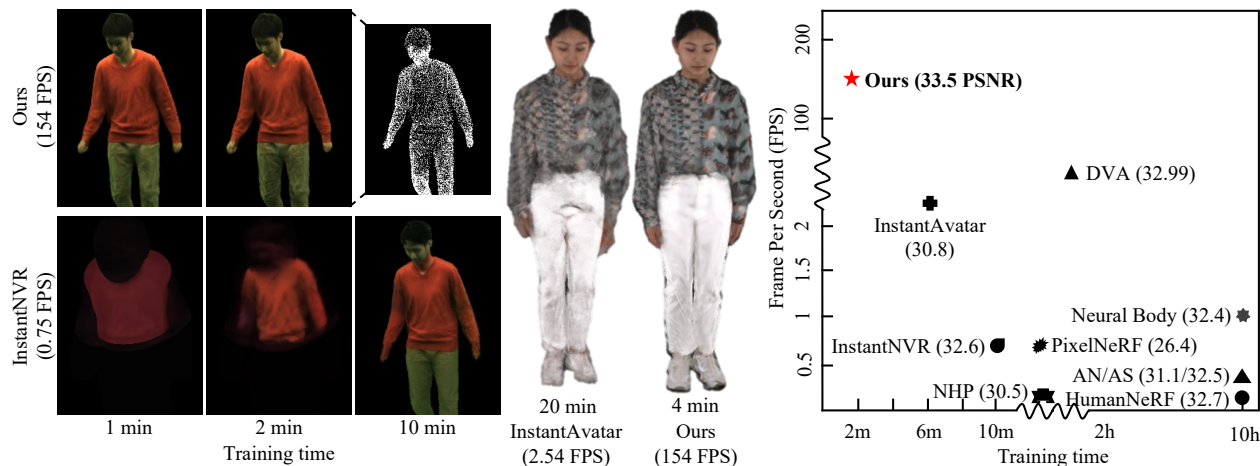 Ours
(154 FPS)
InstantNVR
(0.75 FPS)
1 min
2 min
10 min
Training time
20 min
InstantAvatar
(2.54 FPS)
4 min
Ours
(154 FPS)
Frame Per Second (FPS)
200
100
2
1.5
1
0.5
Ours (33.5 PSNR)
DVA (32.99)
InstantAvatar
(30.8)
Neural Body (32.4)
InstantNVR (32.6)
PixelNeRF (26.4)
AN/AS (31.1/32.5)
NHP (30.5)
HumanNeRF (32.7)
2m
6m
10m
2h
10h
Training time